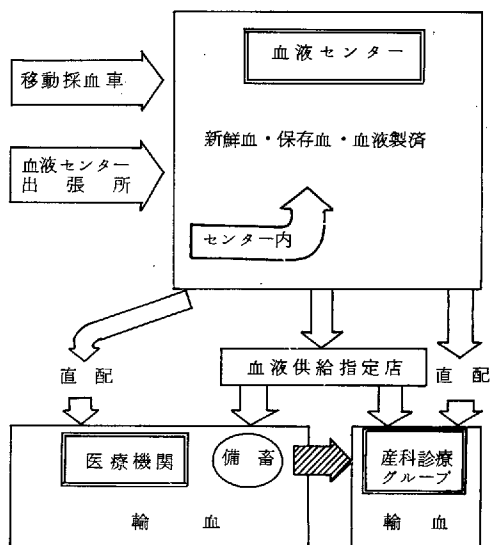 血液センター
移動採血車
新鮮血・保存血・血液製済
血液センター
出張所
センター内
直配
血液供給指定店
直配
医療機関
備畜
産科診療
グループ
輸血
輸血